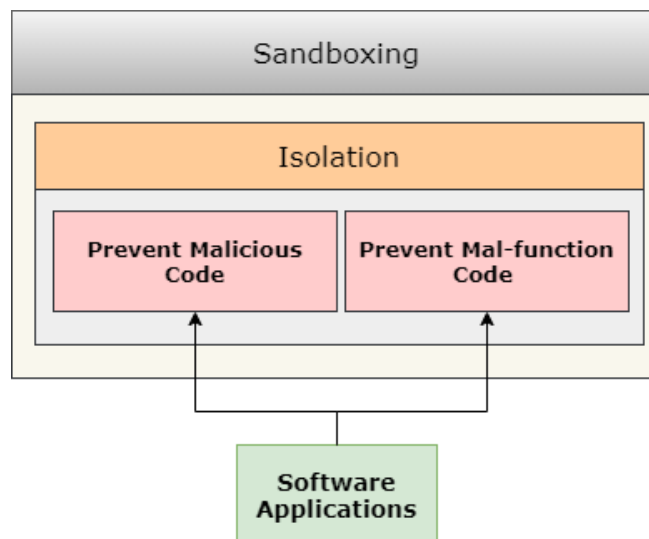 Sandboxing
Isolation
Prevent Malicious
Code
Prevent Mal-function
Code
Software
Applications